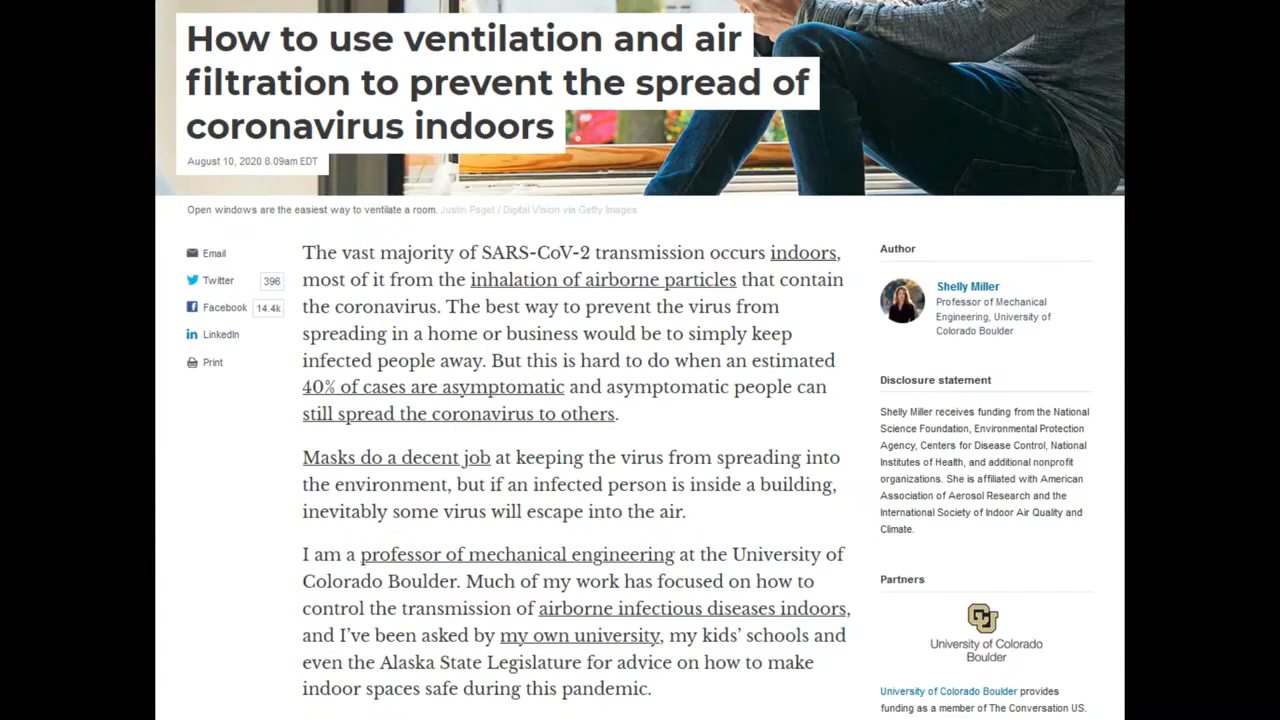 How to use ventilation and air
filtration to prevent the spread of
coronavirus indoors
August 10, 2020 8.09am EDT
Open windows are the easiest way to ventilate a room. Justin Paget / Digital Vision via Getty Images
Email
Twitter 396
Facebook 14.4k
LinkedIn
Print
The vast majority of SARS-CoV-2 transmission occurs indoors,
most of it from the inhalation of airborne particles that contain
the coronavirus. The best way to prevent the virus from
spreading in a home or business would be to simply keep
infected people away. But this is hard to do when an estimated
40% of cases are asymptomatic and asymptomatic people can
still spread the coronavirus to others.
Masks do a decent job at keeping the virus from spreading into
the environment, but if an infected person is inside a building,
inevitably some virus will escape into the air.
I am a professor of mechanical engineering at the University of
Colorado Boulder. Much of my work has focused on how to
control the transmission of airborne infectious diseases indoors,
and I've been asked by my own university, my kids' schools and
even the Alaska State Legislature for advice on how to make
indoor spaces safe during this pandemic.
Author
Shelly Miller
Professor of Mechanical
Engineering, University of
Colorado Boulder
Disclosure statement
Shelly Miller receives funding from the National
Science Foundation, Environmental Protection
Agency, Centers for Disease Control, National
Institutes of Health, and additional nonprofit
organizations. She is affiliated with American
Association of Aerosol Research and the
International Society of Indoor Air Quality and
Climate.
Partners
CU
University of Colorado
Boulder
University of Colorado Boulder provides
funding as a member of The Conversation US.